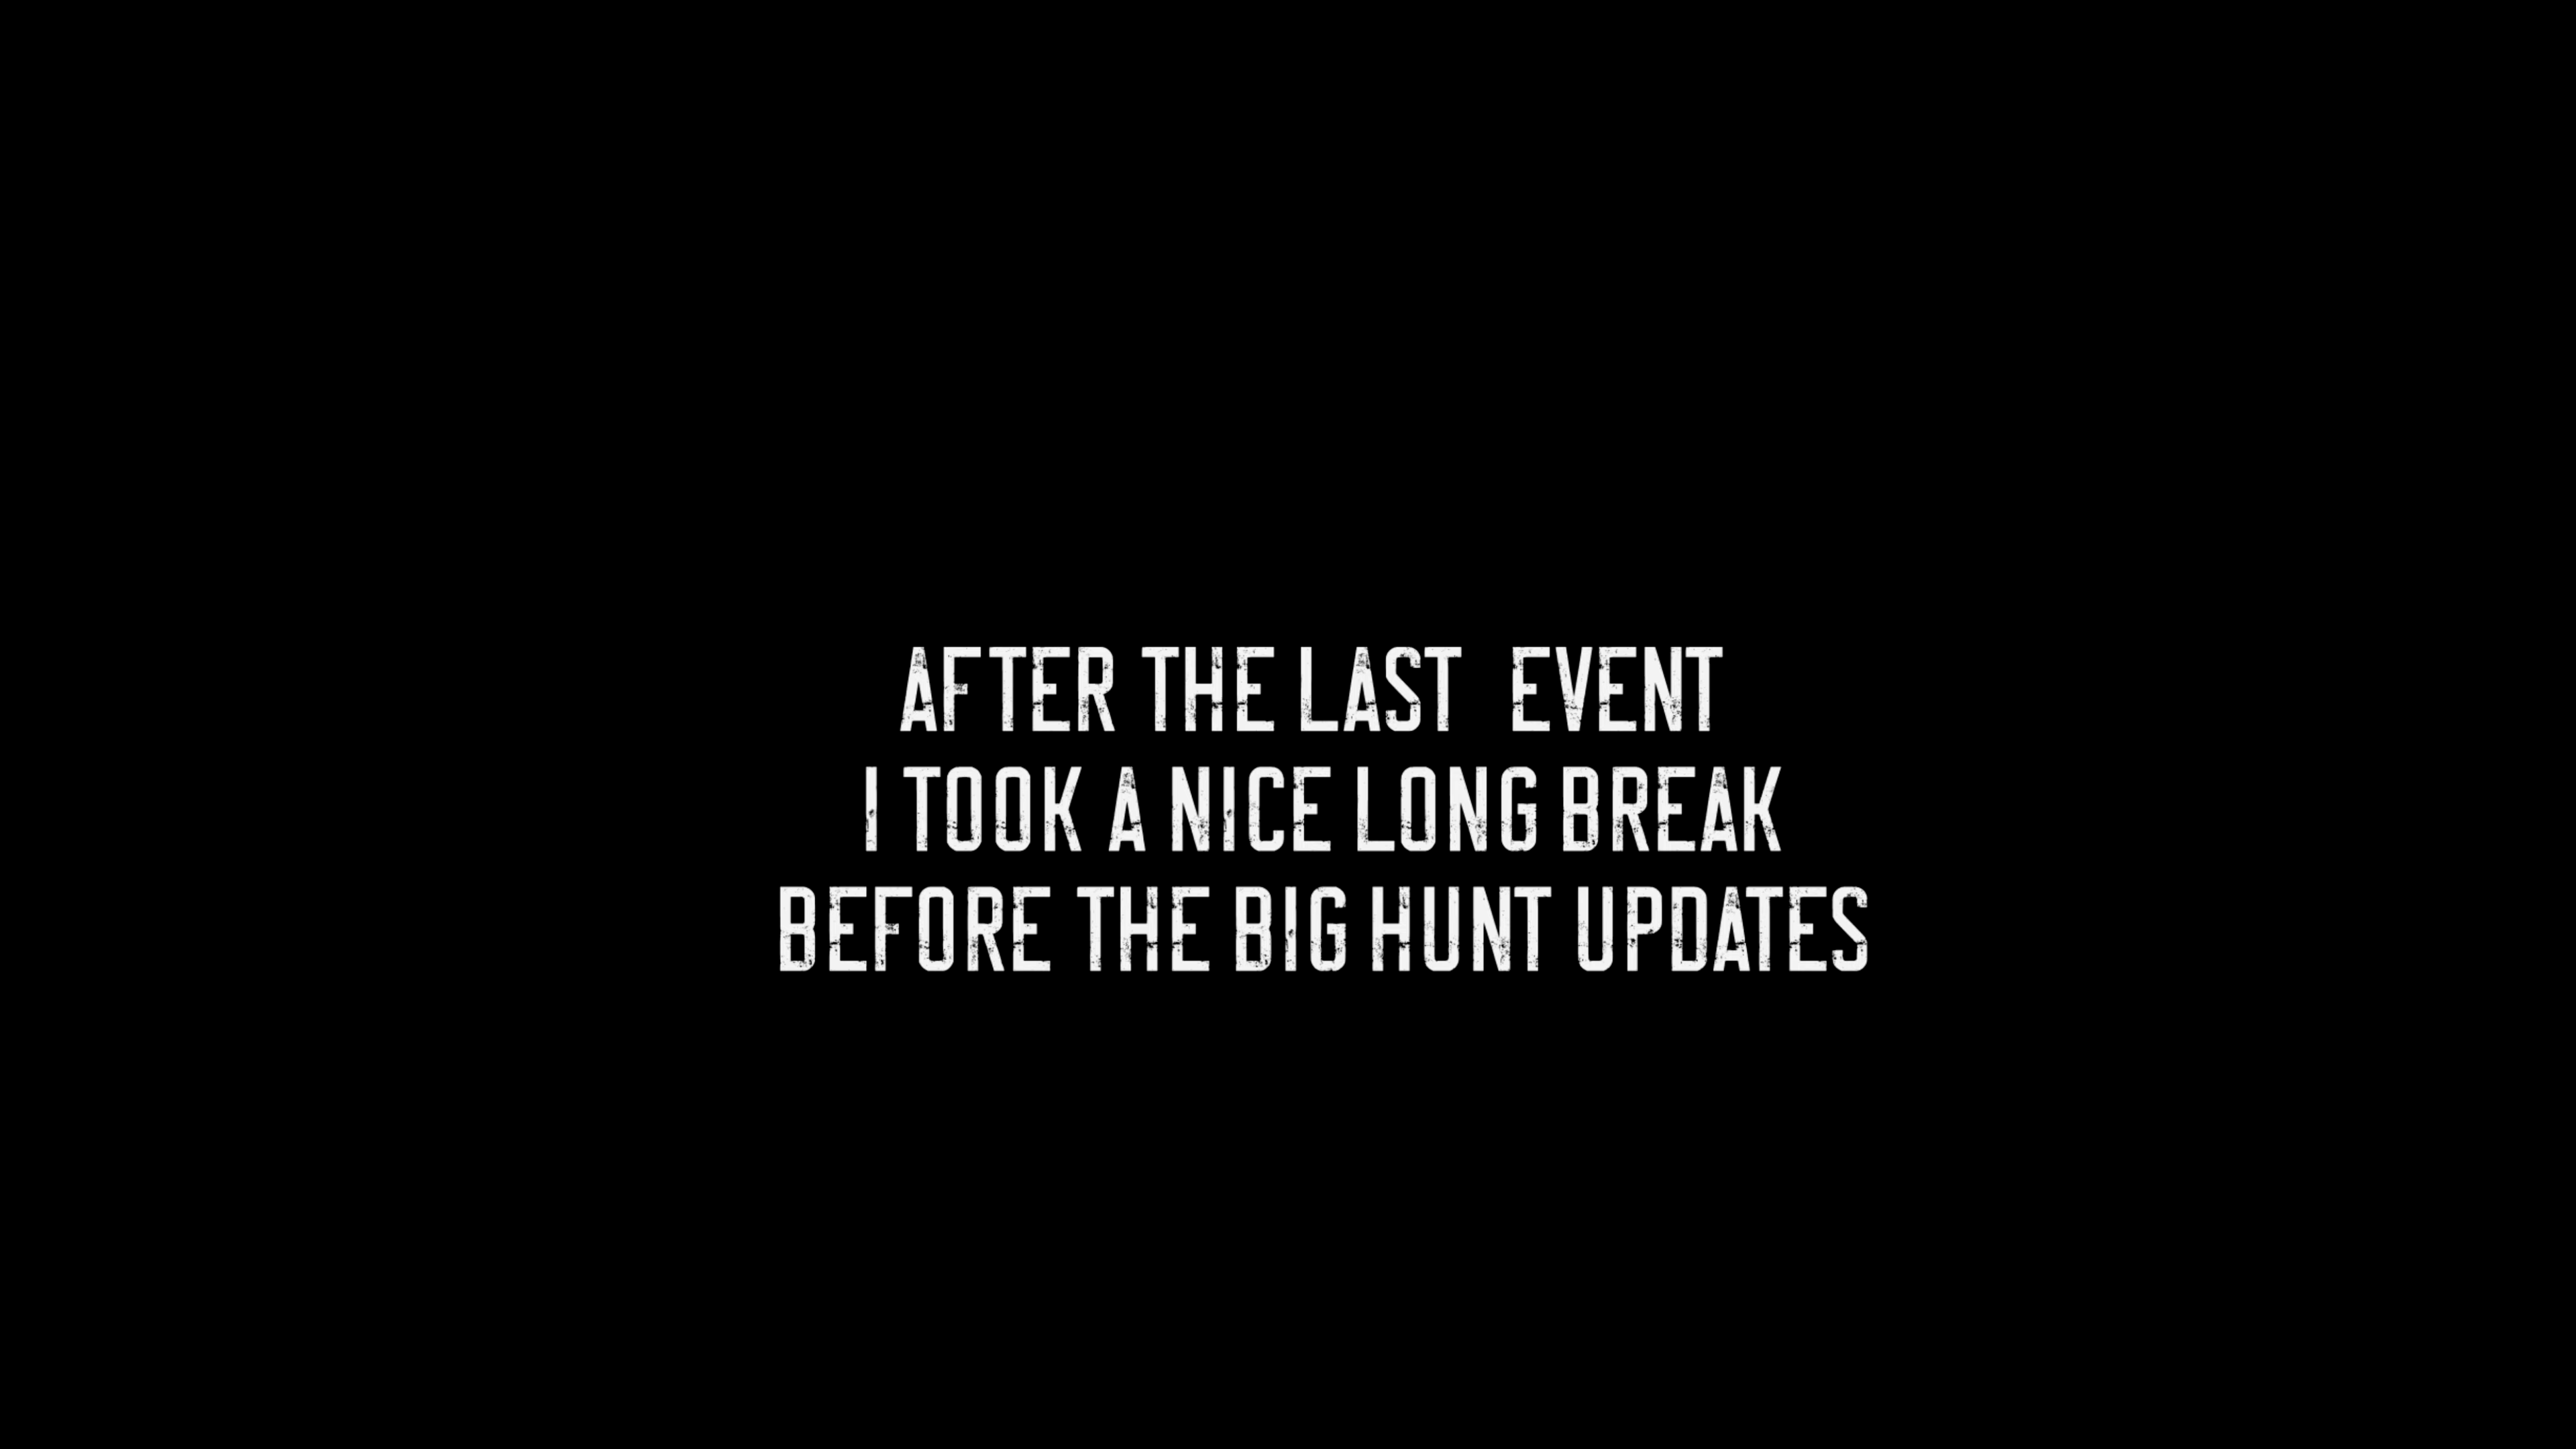 AFTER THE LAST  EVENT
I TOOK A NICE LONG BREAK
BEFORE THE BIG HUNT UPDATES